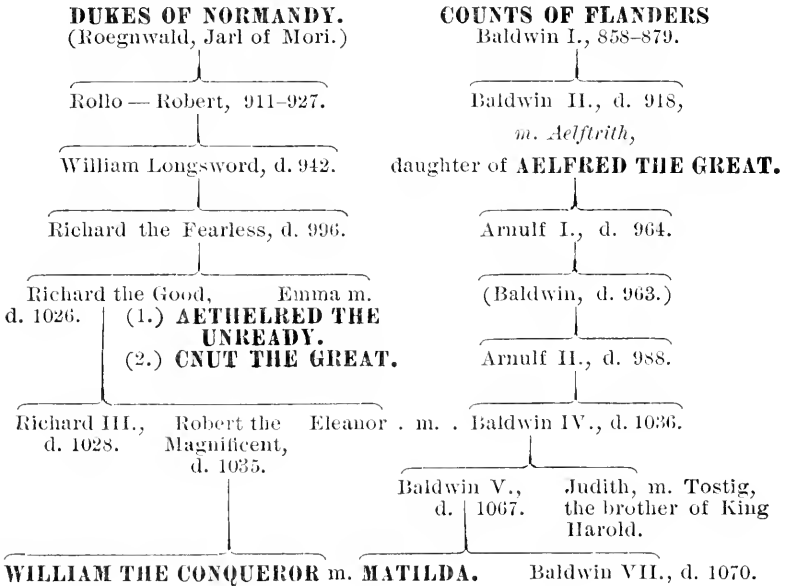 DUKES OF NORMANDY.
(Roegnwald, Jarl of Mori.)
Rollo — Robert, 911–927.
William Longsword, d. 942.
Richard the Fearless, d. 996.
Richard the Good, d. 1026.
Emma m.
(1.) AETHELRED THE
UNREADY.
(2.) CNUT THE GREAT.
Richard III.,
d. 1028.
Robert the
Magnificent,
d. 1035.
Eleanor . m. .
WILLIAM THE CONQUEROR m. MATILDA.
COUNTS OF FLANDERS
Baldwin I., 858–879.
Baldwin II., d. 918,
m. Aelftrith,
daughter of AELFRED THE GREAT.
Arnulf I., d. 964.
(Baldwin, d. 963.)
Arnulf II., d. 988.
Baldwin IV., d. 1036.
Baldwin V.,
d. 1067.
Judith, m. Tostig,
the brother of King
Harold.
Baldwin VII., d. 1070.